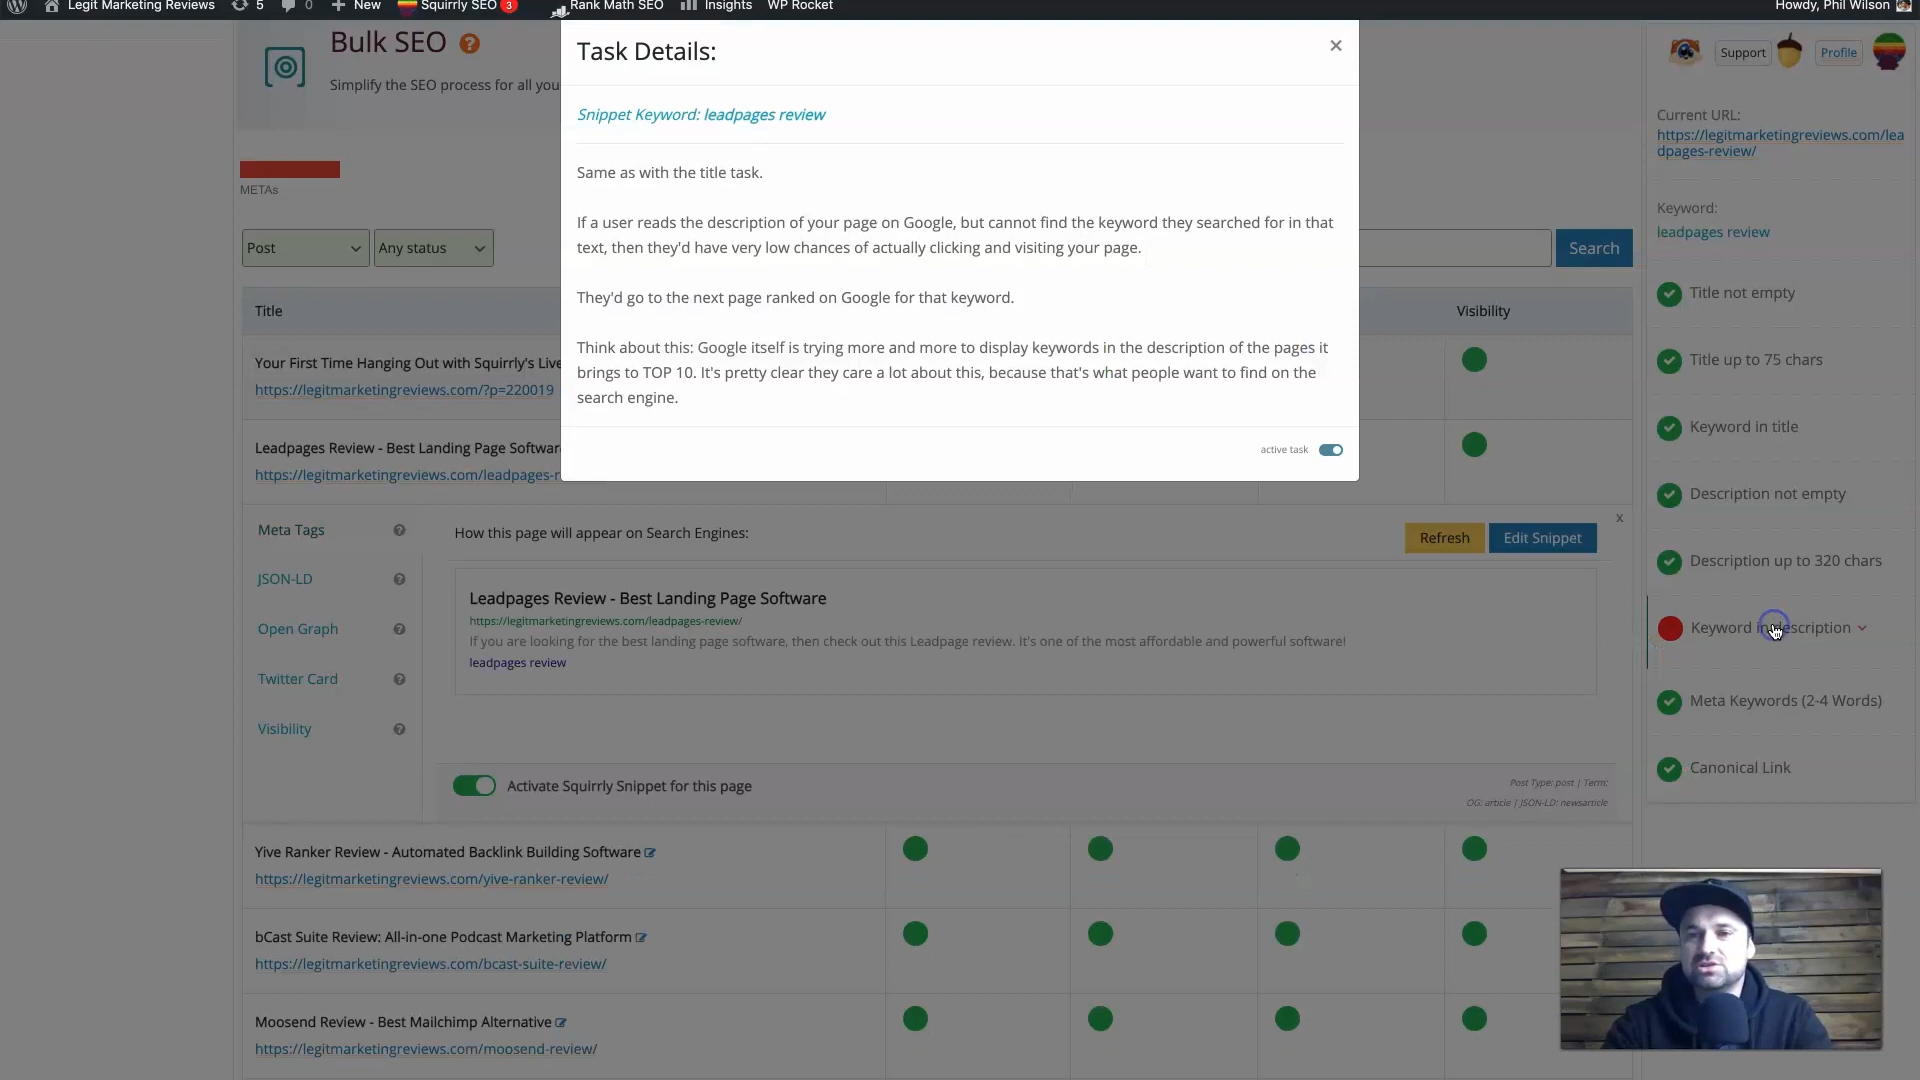 Legit Marketing Reviews 5 0 New Squirrly SEO 3 Rank Math SEO Insights WP Rocket Howdy, Phil Wilson
Bulk SEO ?
Simplify the SEO process for all you
METAs
Post Any status Search
Title Visibility
Your First Time Hanging Out with Squirrly's Live
https://legitmarketingreviews.com/?p=220019
Leadpages Review - Best Landing Page Software
https://legitmarketingreviews.com/leadpages-r
Task Details: ×
Snippet Keyword: leadpages review
Same as with the title task.
If a user reads the description of your page on Google, but cannot find the keyword they searched for in that
text, then they'd have very low chances of actually clicking and visiting your page.
They'd go to the next page ranked on Google for that keyword.
Think about this: Google itself is trying more and more to display keywords in the description of the pages it
brings to TOP 10. It's pretty clear they care a lot about this, because that's what people want to find on the
search engine.
active task
Meta Tags ?
JSON-LD ?
Open Graph ?
Twitter Card ?
Visibility ?
How this page will appear on Search Engines:
Refresh Edit Snippet x
Leadpages Review - Best Landing Page Software
https://legitmarketingreviews.com/leadpages-review/
If you are looking for the best landing page software, then check out this Leadpage review. It's one of the most affordable and powerful software!
leadpages review
Activate Squirrly Snippet for this page
Post Type: post | Term:
OG: article | JSON-LD: newsarticle
Yive Ranker Review - Automated Backlink Building Software
https://legitmarketingreviews.com/yive-ranker-review/
bCast Suite Review: All-in-one Podcast Marketing Platform
https://legitmarketingreviews.com/bcast-suite-review/
Moosend Review - Best Mailchimp Alternative
https://legitmarketingreviews.com/moosend-review/
Support Profile
Current URL:
https://legitmarketingreviews.com/lea
dpages-review/
Keyword:
leadpages review
Title not empty
Title up to 75 chars
Keyword in title
Description not empty
Description up to 320 chars
Keyword in description
Meta Keywords (2-4 Words)
Canonical Link